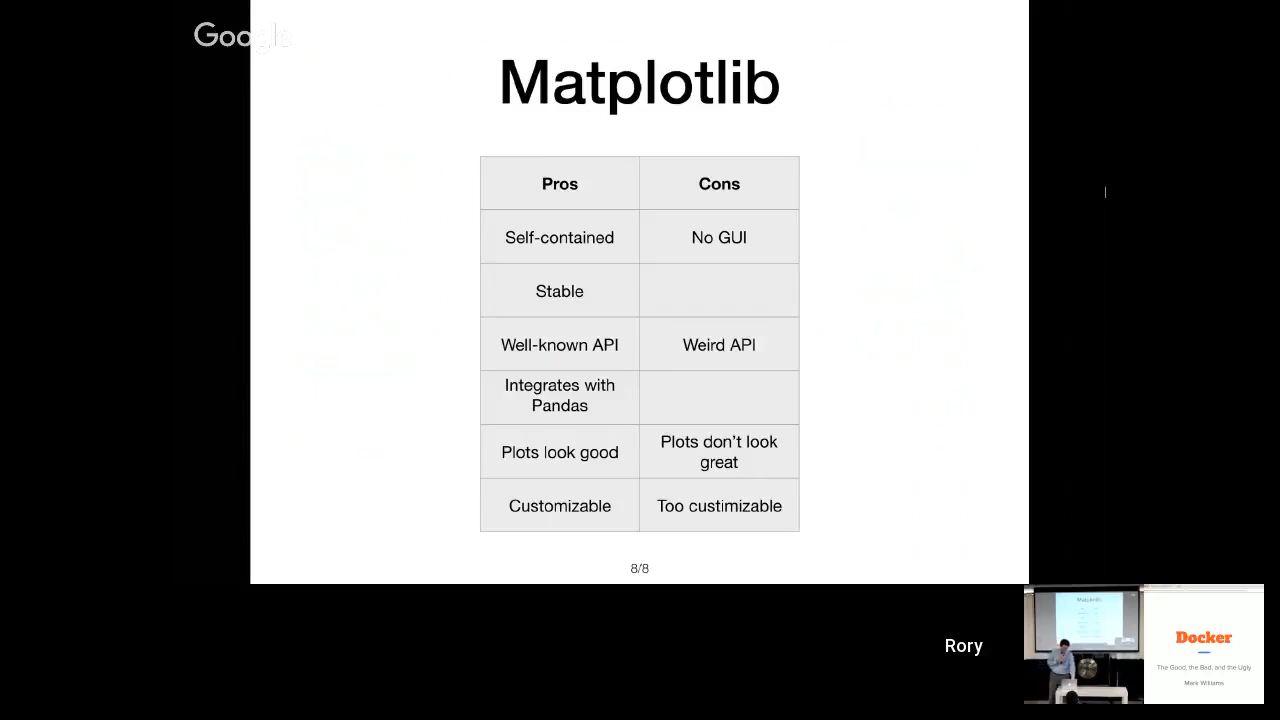 Google
Matplotlib
Pros Cons
Self-contained No GUI
Stable
Well-known API Weird API
Integrates with
Pandas
Plots look good Plots don't look
great
Customizable Too custimizable
8/8
Rory
Matplotlib
Docker
The Good, the Bad, and the Ugly
Mark Williams